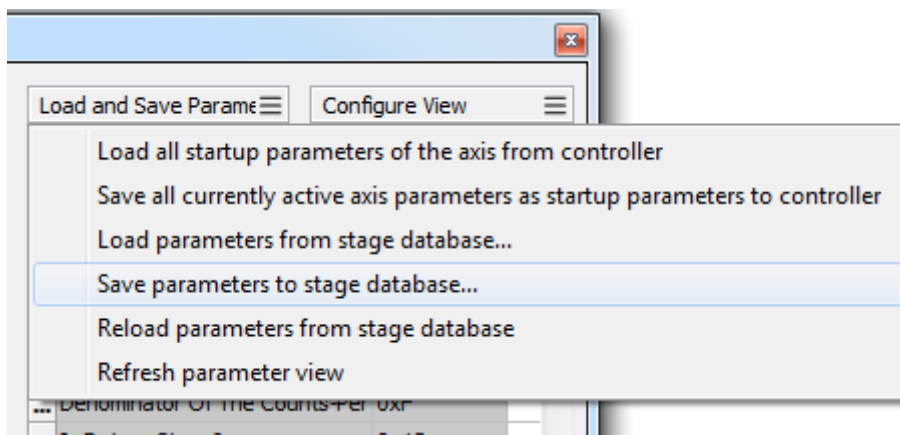 Load and Save Parame
Configure View
Load all startup parameters of the axis from controller
Save all currently active axis parameters as startup parameters to controller
Load parameters from stage database...
Save parameters to stage database...
Reload parameters from stage database
Refresh parameter view
... Denominator Of The Counts-Per 0xF